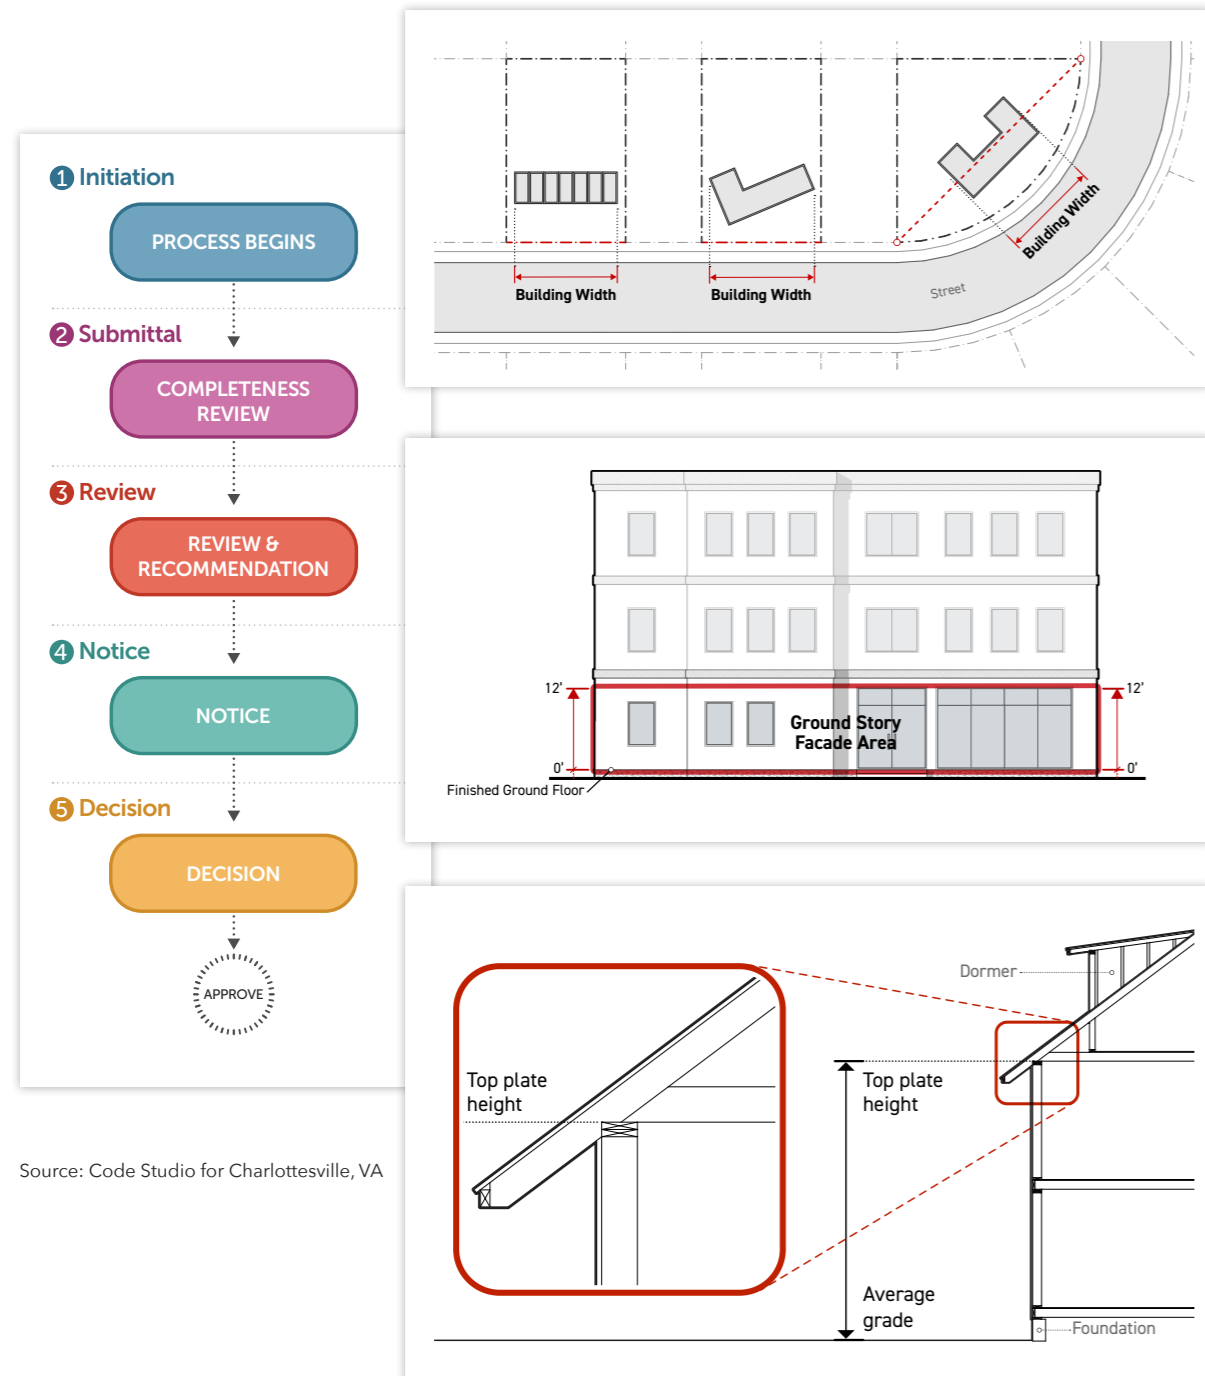 1 Initiation
PROCESS BEGINS
2 Submittal
COMPLETENESS
REVIEW
3 Review
REVIEW &
RECOMMENDATION
4 Notice
NOTICE
5 Decision
DECISION
APPROVE
Source: Code Studio for Charlottesville, VA
Building Width
Building Width
Building Width
Street
12'
12'
Ground Story
Facade Area
0'
0'
Finished Ground Floor
Dormer
Top plate
height
Top plate
height
Average
grade
Foundation